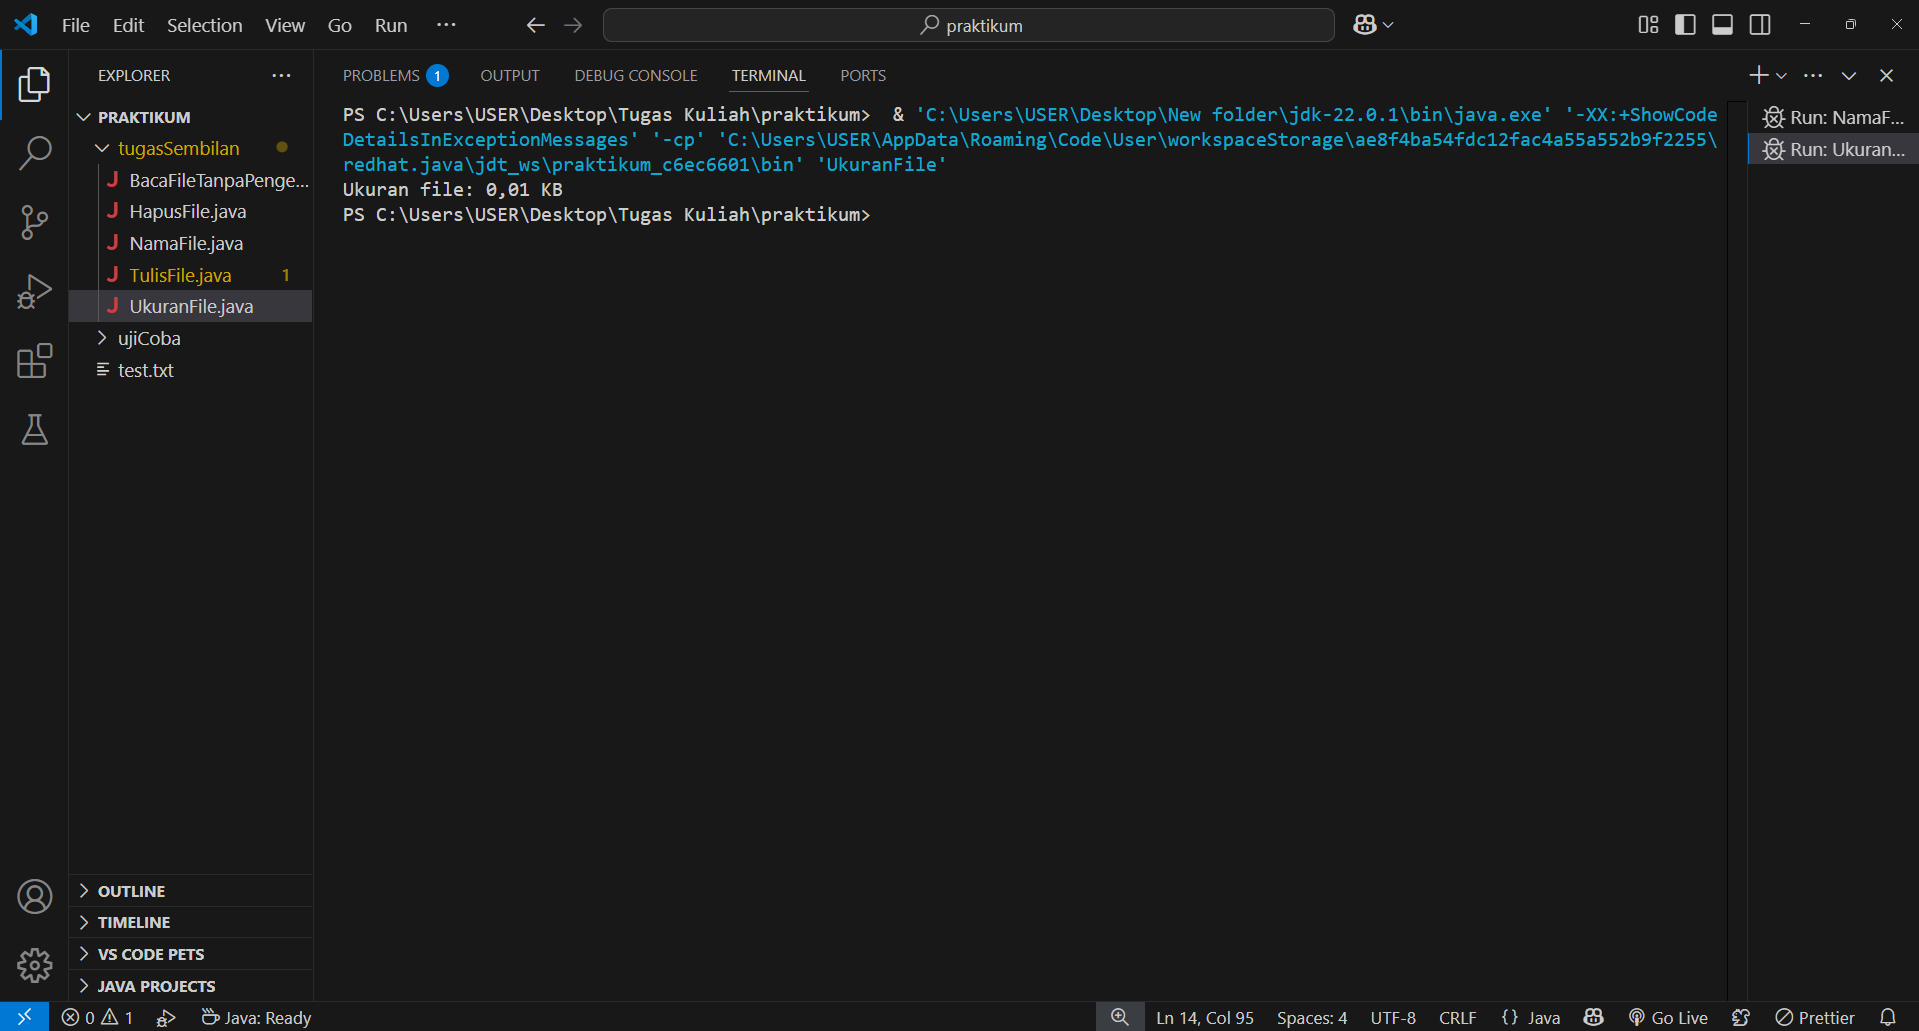 File Edit Selection View Go Run ··· praktikum
EXPLORER ···
PRAKTIKUM
tugasSembilan
BacaFileTanpaPenge...
HapusFile.java
NamaFile.java
TulisFile.java 1
UkuranFile.java
ujiCoba
test.txt
OUTLINE
TIMELINE
VS CODE PETS
JAVA PROJECTS
PROBLEMS 1 OUTPUT DEBUG CONSOLE TERMINAL PORTS
PS C:\Users\USER\Desktop\Tugas Kuliah\praktikum>  & 'C:\Users\USER\Desktop\New folder\jdk-22.0.1\bin\java.exe' '-XX:+ShowCode
DetailsInExceptionMessages' '-cp' 'C:\Users\USER\AppData\Roaming\Code\User\workspaceStorage\ae8f4ba54fdc12fac4a55a552b9f2255\
redhat.java\jdt_ws\praktikum_c6ec6601\bin' 'UkuranFile'
Ukuran file: 0,01 KB
PS C:\Users\USER\Desktop\Tugas Kuliah\praktikum>
Run: NamaF...
Run: Ukuran...
0 1 Java: Ready Ln 14, Col 95 Spaces: 4 UTF-8 CRLF {} Java Go Live Prettier